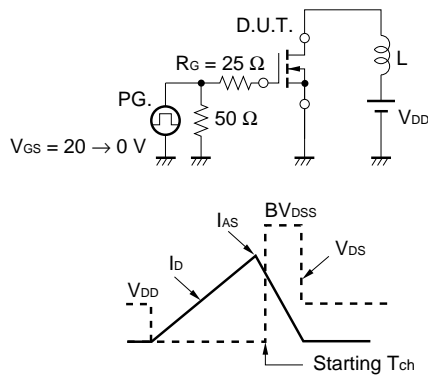 D.U.T.
RG = 25 Ω
L
PG.
50 Ω
VDD
VGS = 20 → 0 V
BVDSS
IAS
ID
VDS
VDD
Starting Tch